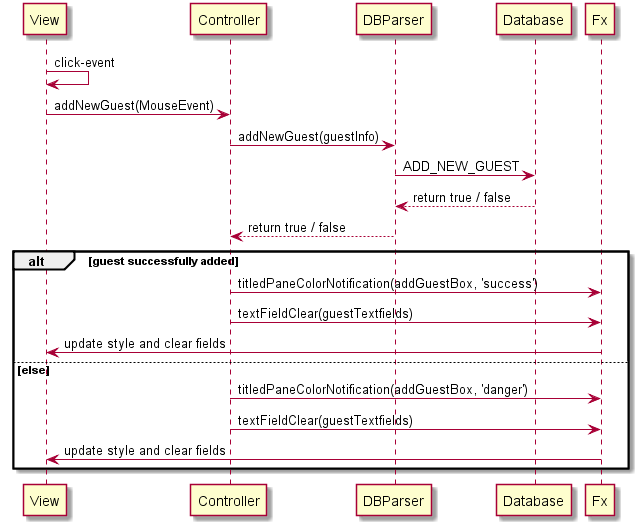 View Controller DBParser Database Fx
click-event
addNewGuest(MouseEvent)
addNewGuest(guestInfo)
ADD_NEW_GUEST
return true / false
return true / false
alt [guest successfully added]
titledPaneColorNotification(addGuestBox, 'success')
textFieldClear(guestTextfields)
update style and clear fields
[else]
titledPaneColorNotification(addGuestBox, 'danger')
textFieldClear(guestTextfields)
update style and clear fields
View Controller DBParser Database Fx